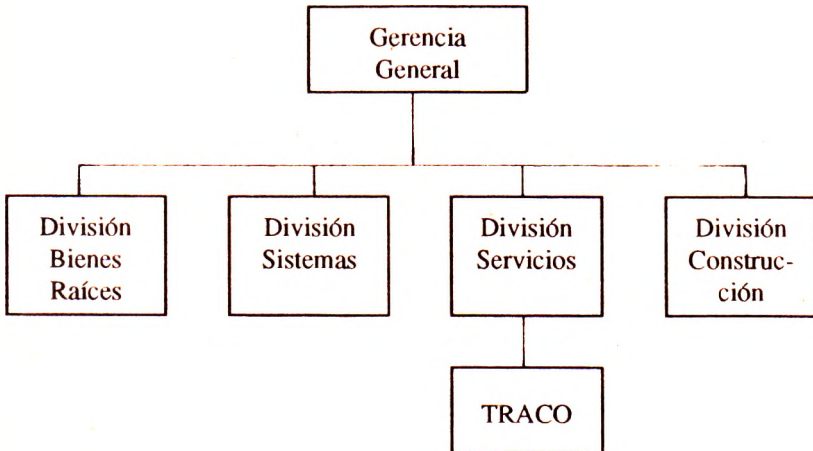 Gerencia
General
División
Bienes
Raíces
División
Sistemas
División
Servicios
División
Construc-
ción
TRACO